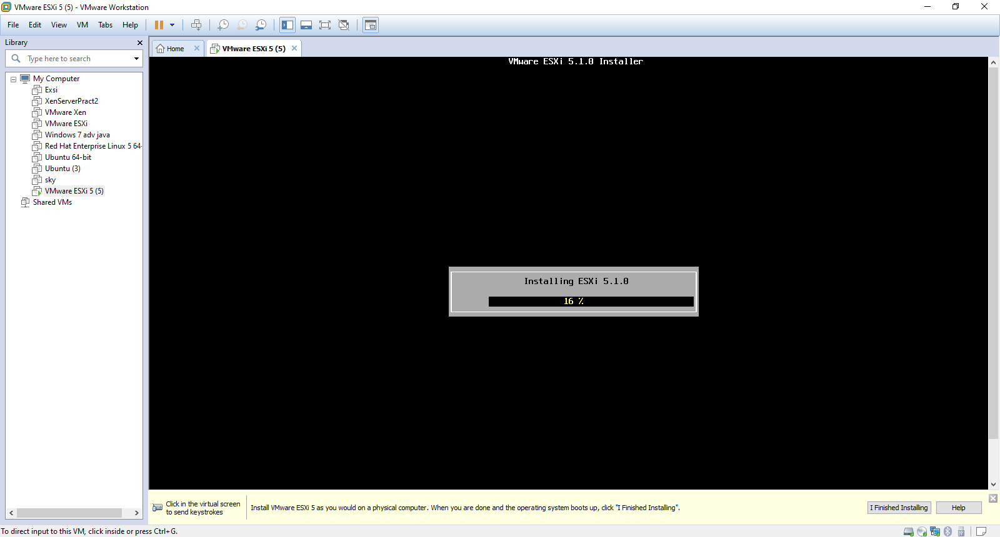 VMware ESXi 5 (5) - VMware Workstation
File Edit View VM Tabs Help
Library
Type here to search
My Computer
Exsi
XenServerPract2
VMware Xen
VMware ESXi
Windows 7 adv java
Red Hat Enterprise Linux 5 64-
Ubuntu 64-bit
Ubuntu (3)
sky
VMware ESXi 5 (5)
Shared VMs
Home VMware ESXi 5 (5)
VMware ESXi 5.1.0 Installer
Installing ESXi 5.1.0
16 %
Click in the virtual screen
to send keystrokes
Install VMware ESXi 5 as you would on a physical computer. When you are done and the operating system boots up, click "I Finished Installing".
I Finished Installing Help
To direct input to this VM, click inside or press Ctrl+G.